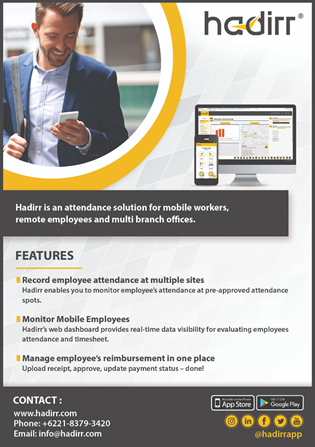 hadirr®
Hadirr is an attendance solution for mobile workers,
remote employees and multi branch offices.
FEATURES
Record employee attendance at multiple sites
Hadirr enables you to monitor employee's attendance at pre-approved attendance
spots.
Monitor Mobile Employees
Hadirr's web dashboard provides real-time data visibility for evaluating employees
attendance and timesheet.
Manage employee's reimbursement in one place
Upload receipt, approve, update payment status – done!
CONTACT :
www.hadirr.com
Phone: +6221-8379-3420
Email: info@hadirr.com
Available on the iPhone
App Store
GET IT ON
Google Play
@hadirrapp